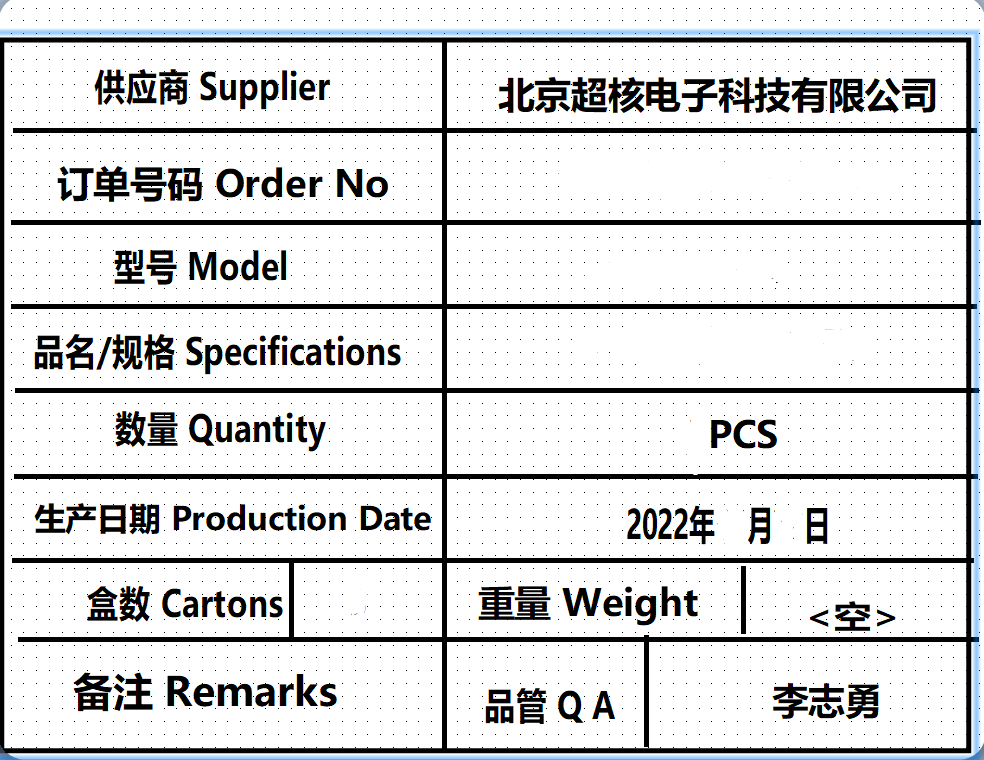 供应商 Supplier 北京超核电子科技有限公司
订单号码 Order No
型号 Model
品名/规格 Specifications
数量 Quantity PCS
生产日期 Production Date 2022年 月 日
盒数 Cartons 重量 Weight <空>
备注 Remarks 品管 Q A 李志勇